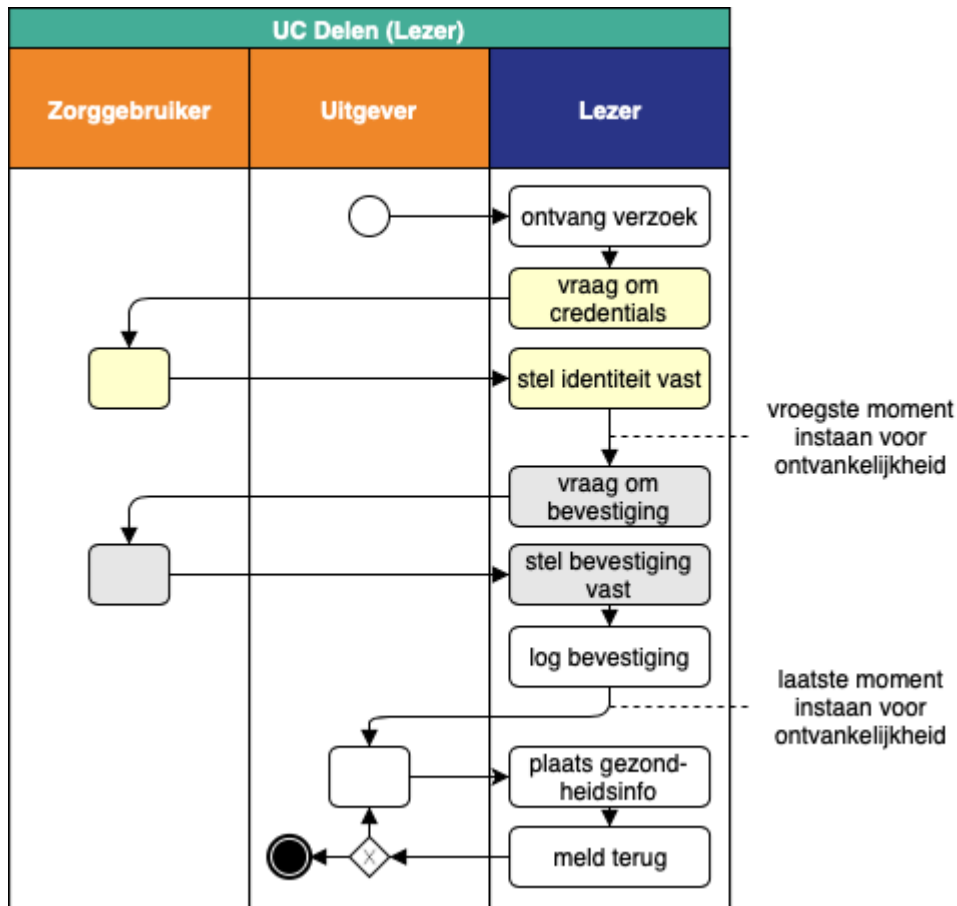 UC Delen (Lezer)
Zorggebruiker
Uitgever
Lezer
ontvang verzoek
vraag om
credentials
stel identiteit vast
vroegste moment
instaan voor
ontvankelijkheid
vraag om
bevestiging
stel bevestiging
vast
log bevestiging
laatste moment
instaan voor
ontvankelijkheid
plaats gezond-
heidsinfo
meld terug
X